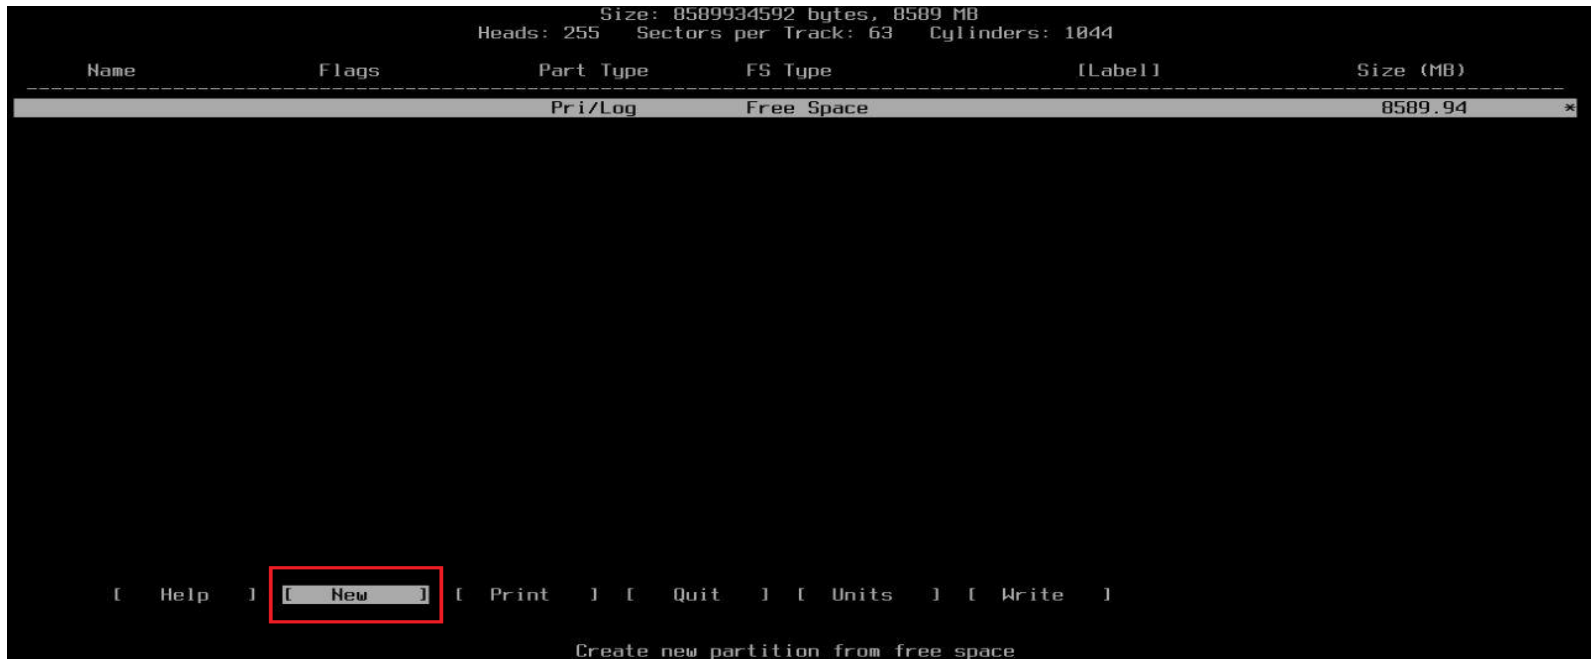 Size: 8589934592 bytes, 8589 MB
Heads: 255   Sectors per Track: 63   Cylinders: 1044
Name   Flags   Part Type   FS Type   [Label]   Size (MB)
------------------------------------------------------------------------------
Pri/Log   Free Space   8589.94   *
[ Help ] [ New ] [ Print ] [ Quit ] [ Units ] [ Write ]
Create new partition from free space